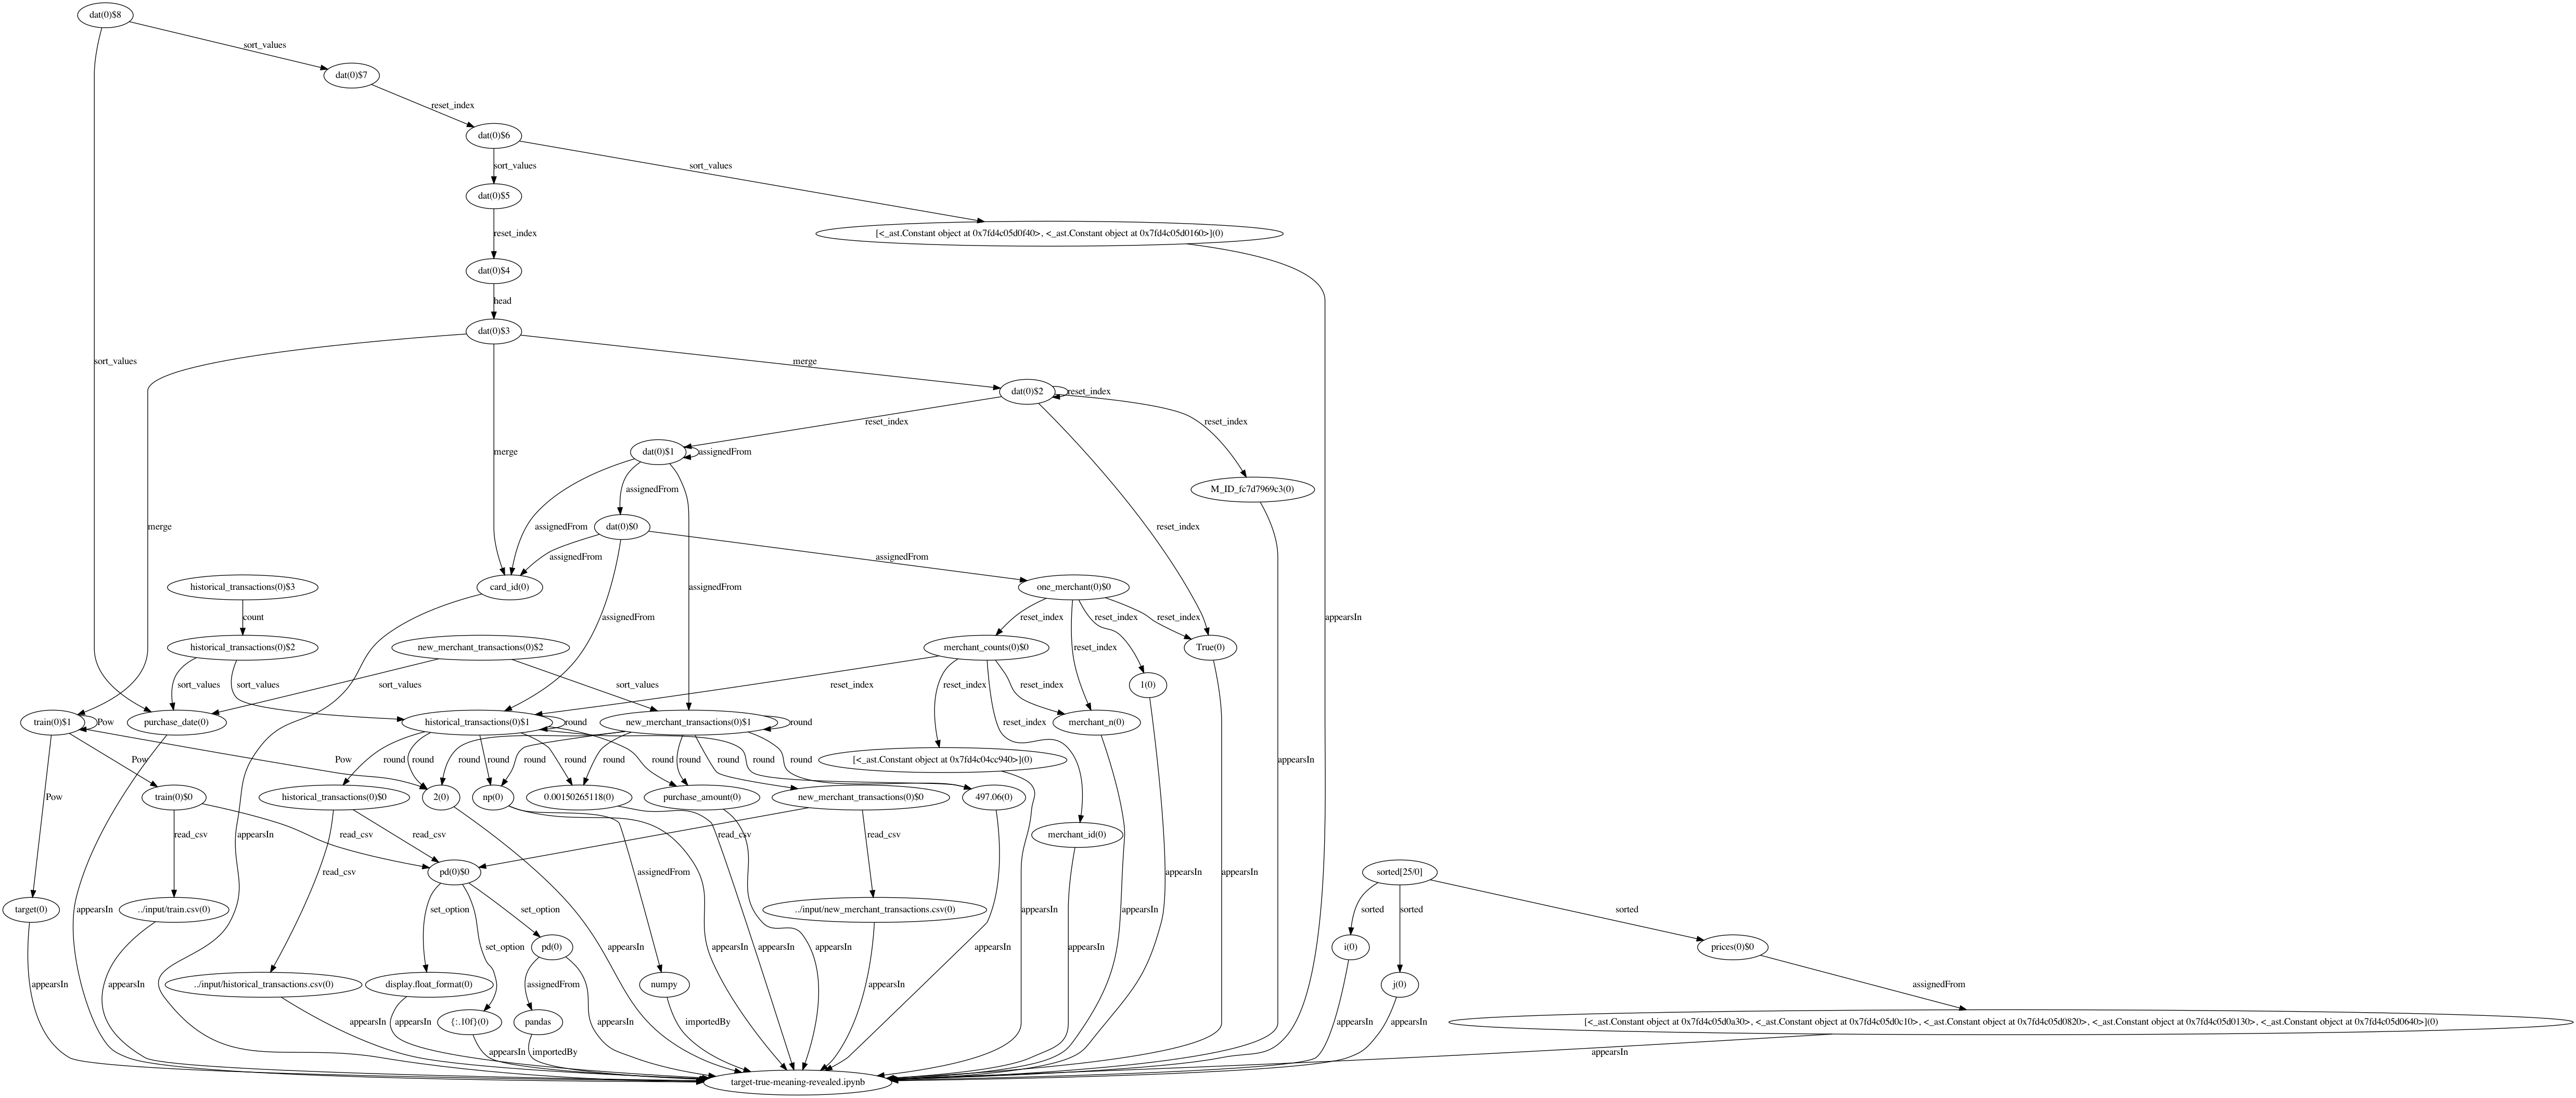 dat(0)$8
sort_values
dat(0)$7
reset_index
dat(0)$6
sort_values
sort_values
dat(0)$5
[<_ast.Constant object at 0x7fd4c05d0f40>, <_ast.Constant object at 0x7fd4c05d0160>](0)
reset_index
dat(0)$4
head
dat(0)$3
sort_values
merge
dat(0)$2
reset_index
reset_index
reset_index
merge
dat(0)$1
assignedFrom
assignedFrom
M_ID_fc7d7969c3(0)
merge
assignedFrom
dat(0)$0
reset_index
assignedFrom
assignedFrom
historical_transactions(0)$3
card_id(0)
assignedFrom
one_merchant(0)$0
count
assignedFrom
reset_index
reset_index
reset_index
appearsIn
historical_transactions(0)$2
new_merchant_transactions(0)$2
merchant_counts(0)$0
reset_index
True(0)
sort_values
sort_values
sort_values
sort_values
reset_index
reset_index
reset_index
1(0)
train(0)$1
Pow
purchase_date(0)
historical_transactions(0)$1
round
new_merchant_transactions(0)$1
round
reset_index
merchant_n(0)
Pow
Pow
round
round
round
round
round
round
round
round
round
round
round
round
[<_ast.Constant object at 0x7fd4c04cc940>](0)
appearsIn
Pow
train(0)$0
historical_transactions(0)$0
2(0)
np(0)
0.00150265118(0)
purchase_amount(0)
new_merchant_transactions(0)$0
497.06(0)
appearsIn
read_csv
read_csv
read_csv
read_csv
read_csv
merchant_id(0)
read_csv
pd(0)$0
assignedFrom
appearsIn
appearsIn
sorted[25/0]
target(0)
appearsIn
../input/train.csv(0)
set_option
set_option
../input/new_merchant_transactions.csv(0)
appearsIn
appearsIn
sorted
sorted
sorted
set_option
pd(0)
appearsIn
appearsIn
appearsIn
appearsIn
appearsIn
appearsIn
i(0)
prices(0)$0
appearsIn
appearsIn
../input/historical_transactions.csv(0)
display.float_format(0)
assignedFrom
numpy
appearsIn
j(0)
assignedFrom
appearsIn
appearsIn
{:.10f}(0)
pandas
appearsIn
importedBy
appearsIn
appearsIn
[<_ast.Constant object at 0x7fd4c05d0a30>, <_ast.Constant object at 0x7fd4c05d0c10>, <_ast.Constant object at 0x7fd4c05d0820>, <_ast.Constant object at 0x7fd4c05d0130>, <_ast.Constant object at 0x7fd4c05d0640>](0)
appearsIn
importedBy
appearsIn
target-true-meaning-revealed.ipynb